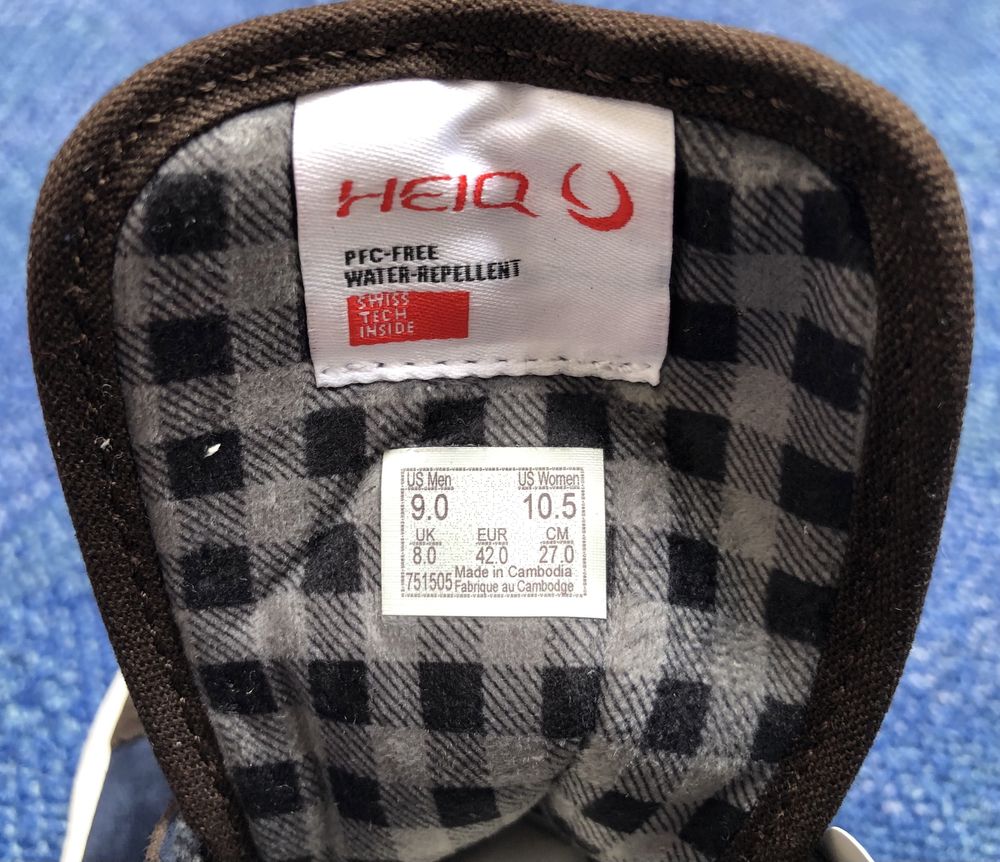 HEIQ
PFC-FREE
WATER-REPELLENT
SWISS
TECH
INSIDE
US Men US Women
9.0 10.5
UK EUR CM
8.0 42.0 27.0
751505 Made in Cambodia
Fabriqué au Cambodge